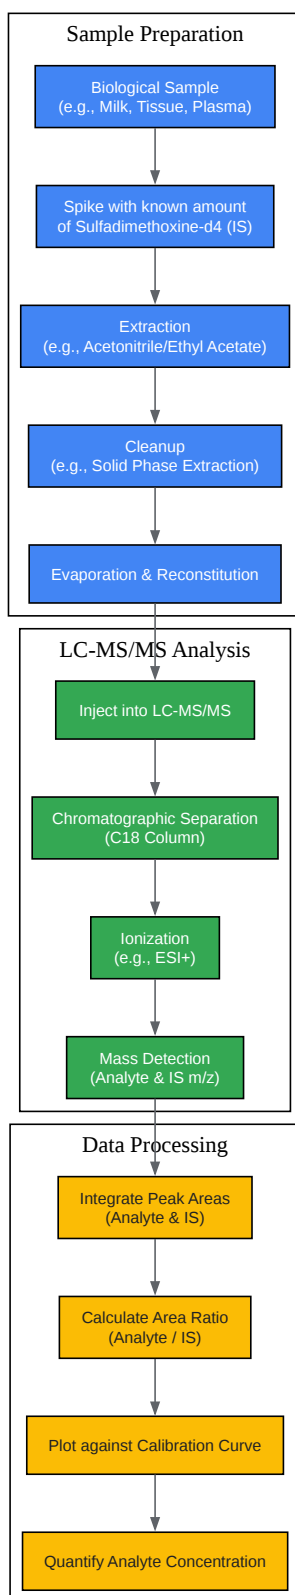 Sample Preparation
Biological Sample
(e.g., Milk, Tissue, Plasma)
Spike with known amount
of Sulfadimethoxine-d4 (IS)
Extraction
(e.g., Acetonitrile/Ethyl Acetate)
Cleanup
(e.g., Solid Phase Extraction)
Evaporation & Reconstitution
LC-MS/MS Analysis
Inject into LC-MS/MS
Chromatographic Separation
(C18 Column)
Ionization
(e.g., ESI+)
Mass Detection
(Analyte & IS m/z)
Data Processing
Integrate Peak Areas
(Analyte & IS)
Calculate Area Ratio
(Analyte / IS)
Plot against Calibration Curve
Quantify Analyte Concentration